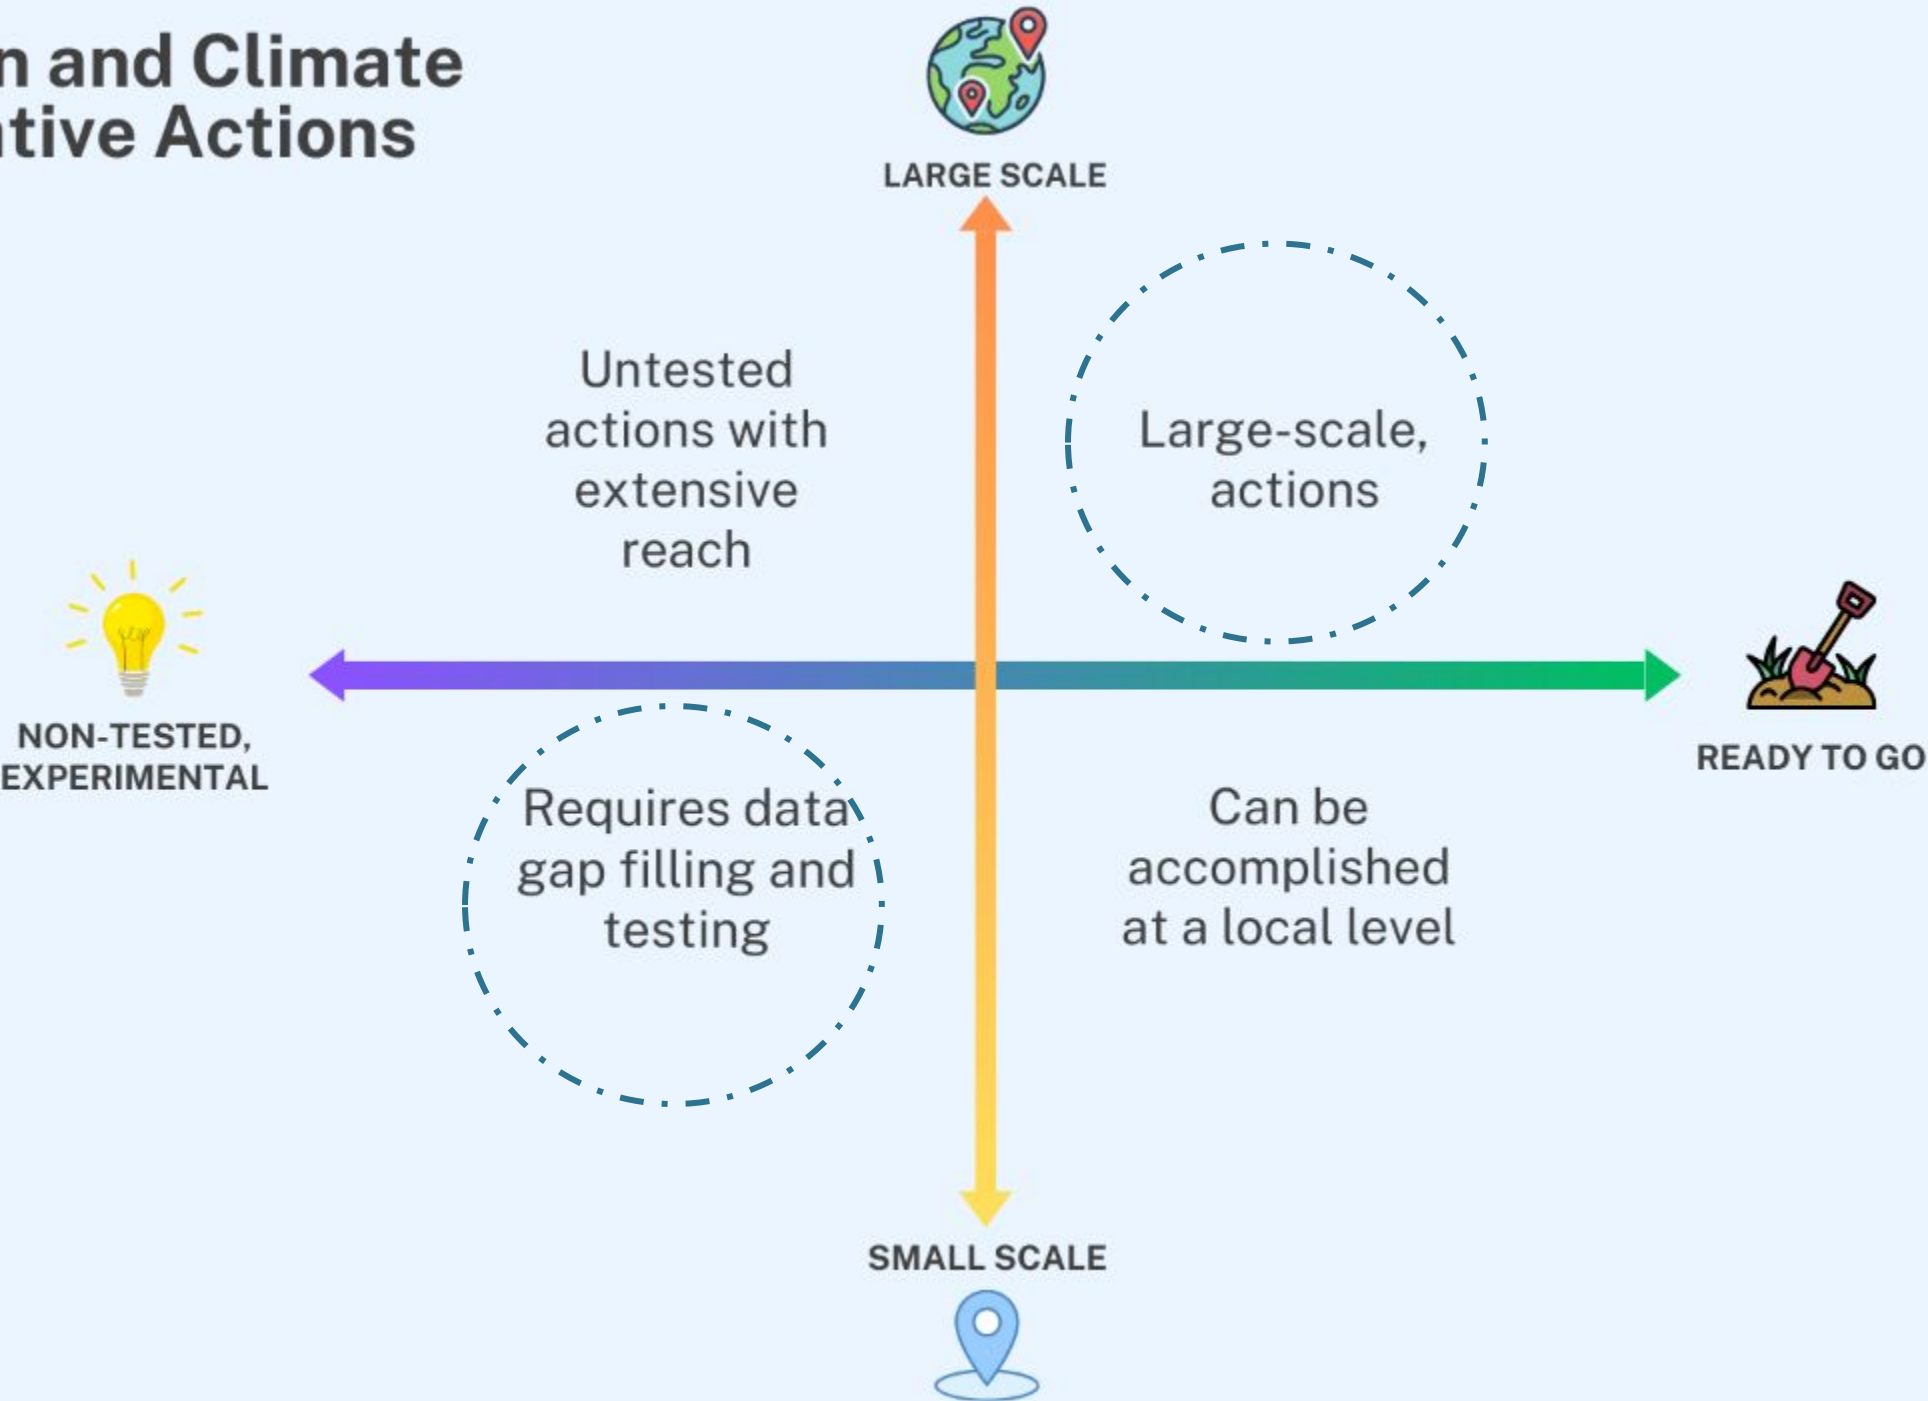 n and Climate
tive Actions
LARGE SCALE
Untested
actions with
extensive
reach
Large-scale,
actions
NON-TESTED,
EXPERIMENTAL
READY TO GO
Requires data
gap filling and
testing
Can be
accomplished
at a local level
SMALL SCALE